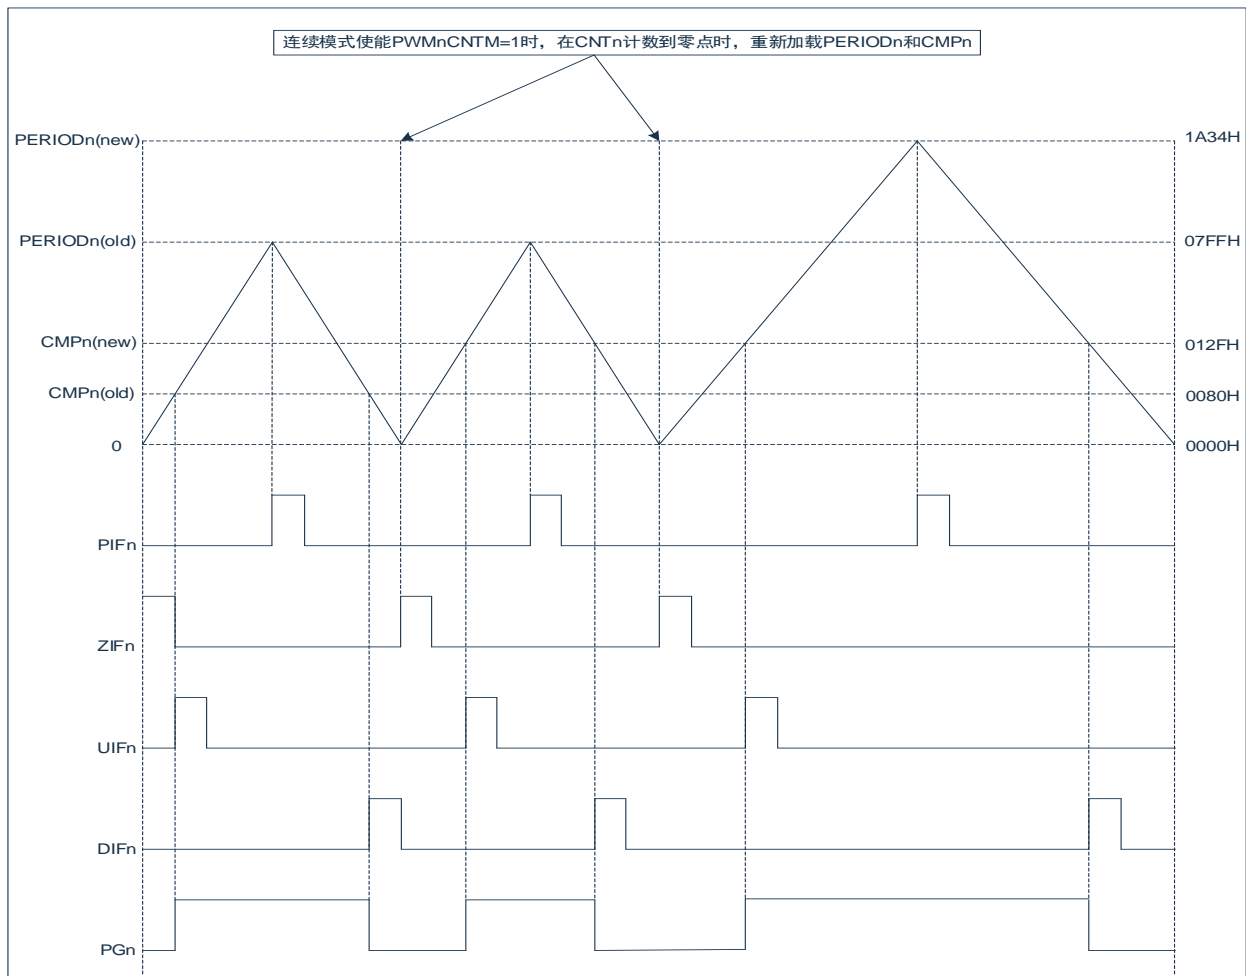 连续模式使能PWMnCNTM=1时，在CNTn计数到零点时，重新加载PERIODn和CMPn
PERIODn(new)
1A34H
PERIODn(old)
07FFH
CMPn(new)
012FH
CMPn(old)
0080H
0
0000H
PIFn
ZIFn
UIFn
DIFn
PGn